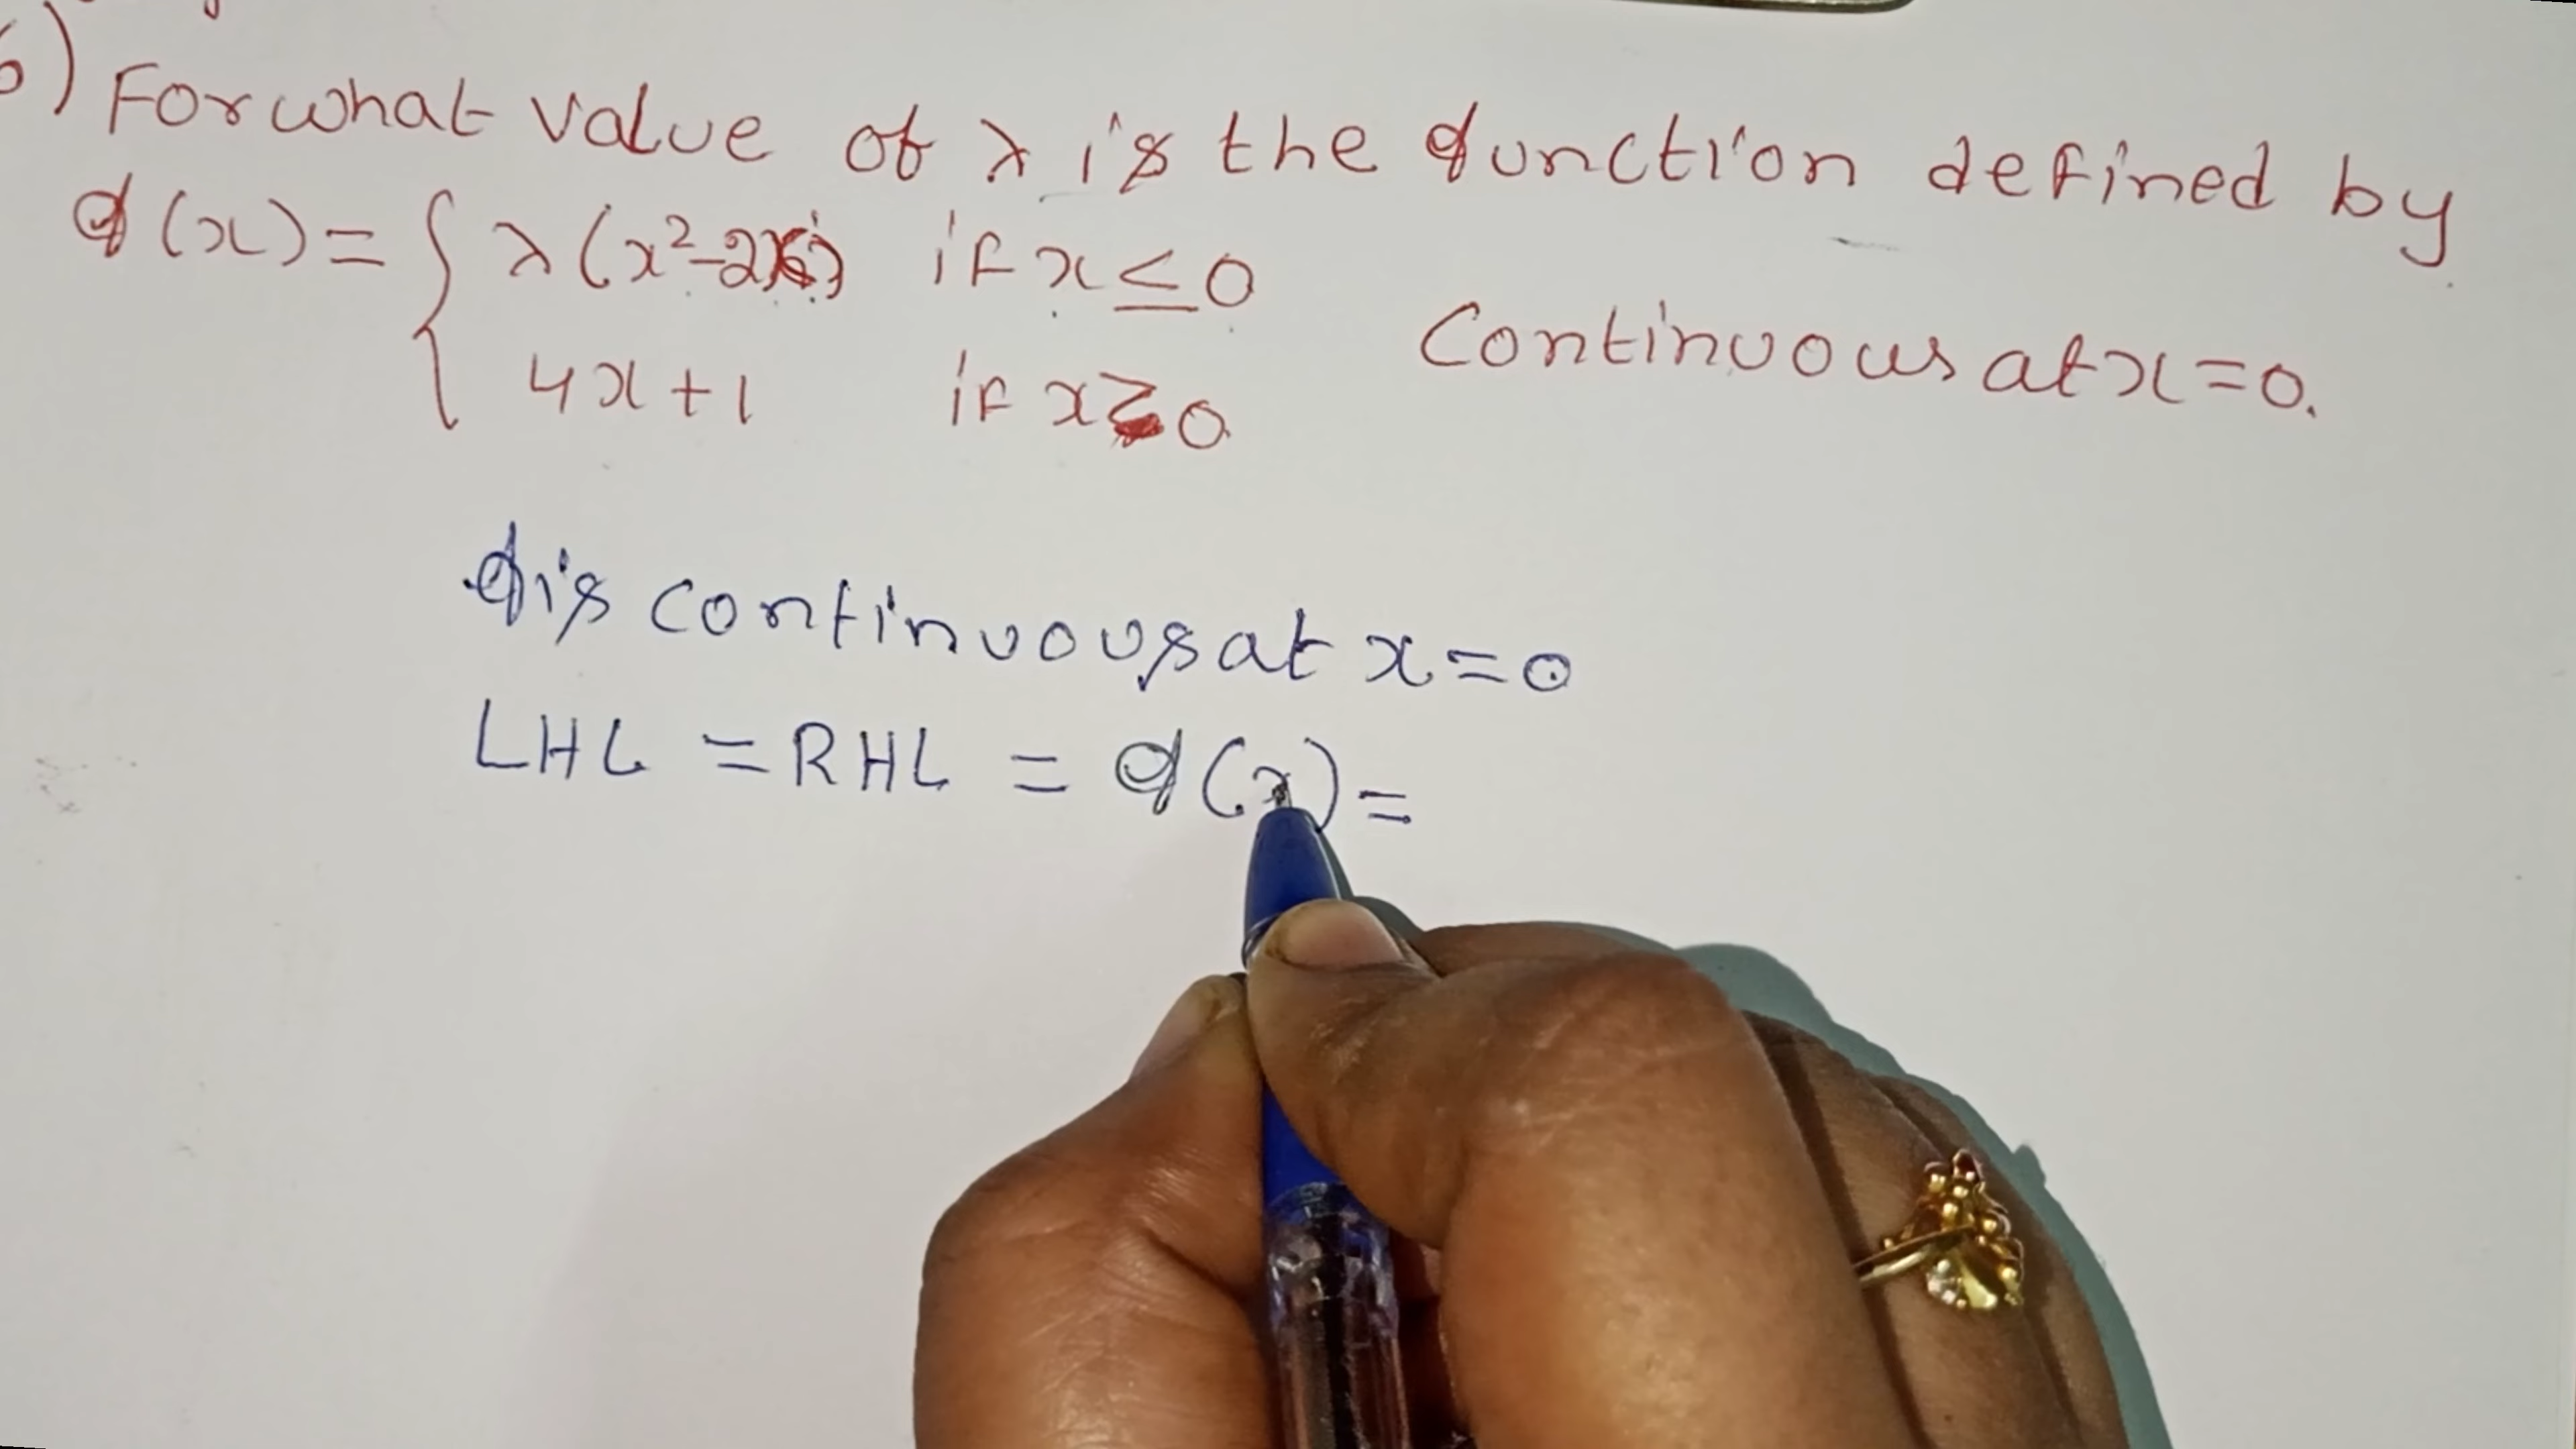 6) For what value of λ is the function defined by
f(x) = { λ(x²-2x) if x ≤ 0
4x+1 if x > 0
Continuous at x=0.
f is continuous at x=0
LHL = RHL = f(x) =